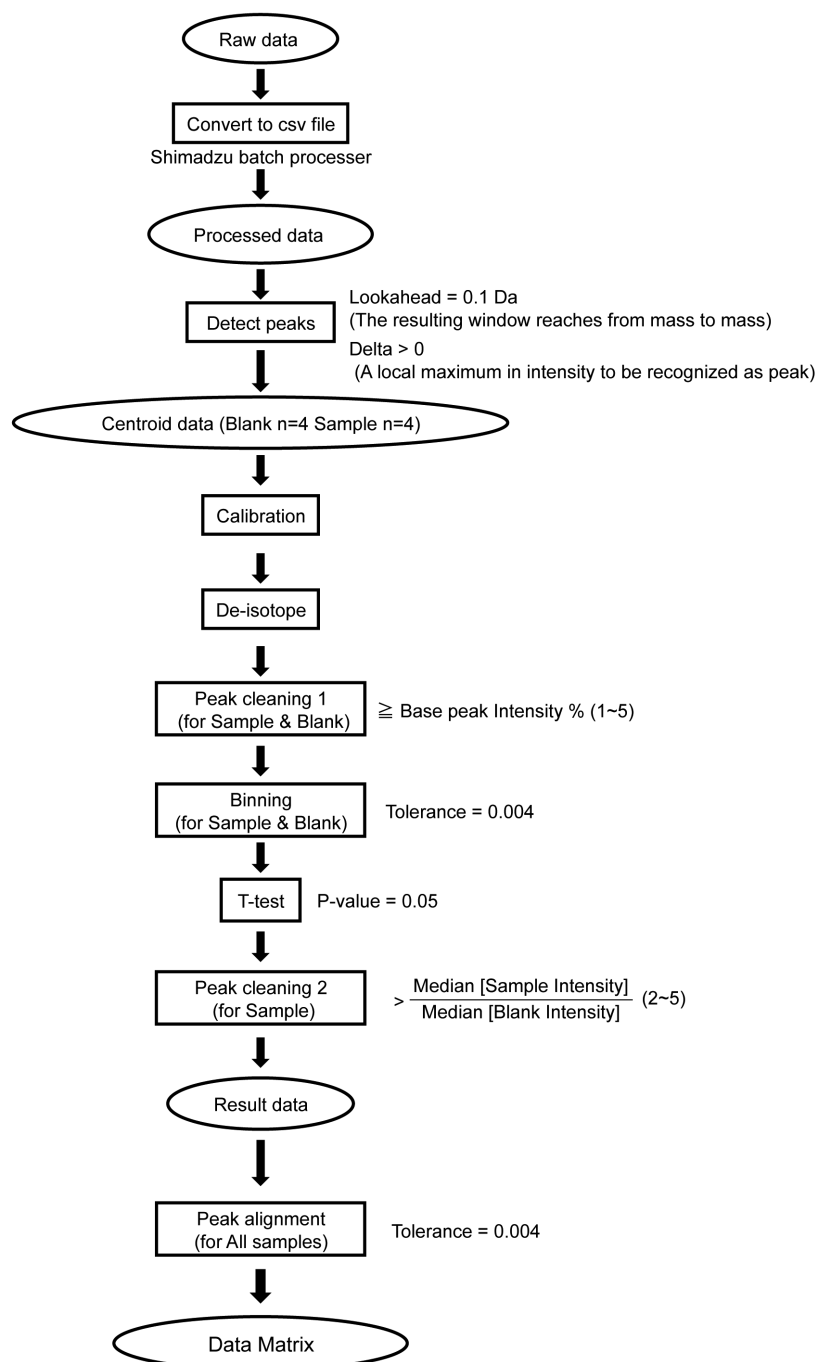 Raw data
Convert to csv file
Shimadzu batch processer
Processed data
Detect peaks
Lookahead = 0.1 Da
(The resulting window reaches from mass to mass)
Delta > 0
(A local maximum in intensity to be recognized as peak)
Centroid data (Blank n=4 Sample n=4)
Calibration
De-isotope
Peak cleaning 1
(for Sample & Blank)
≧ Base peak Intensity % (1~5)
Binning
(for Sample & Blank)
Tolerance = 0.004
T-test
P-value = 0.05
Peak cleaning 2
(for Sample)
> Median [Sample Intensity]
Median [Blank Intensity]
(2~5)
Result data
Peak alignment
(for All samples)
Tolerance = 0.004
Data Matrix